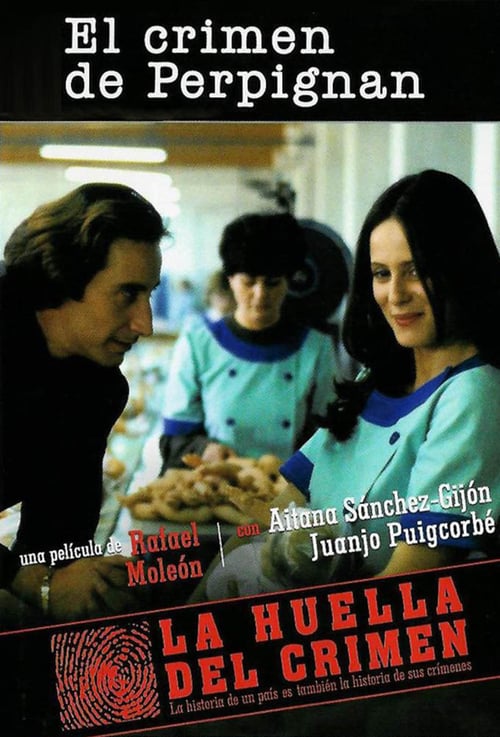 El crimen
de Perpignan
una película de Rafael
Moleón
con Aitana Sánchez-Gijón
Juanjo Puigcorbé
LA HUELLA
DEL CRIMEN
La historia de un país es también la historia de sus crímenes